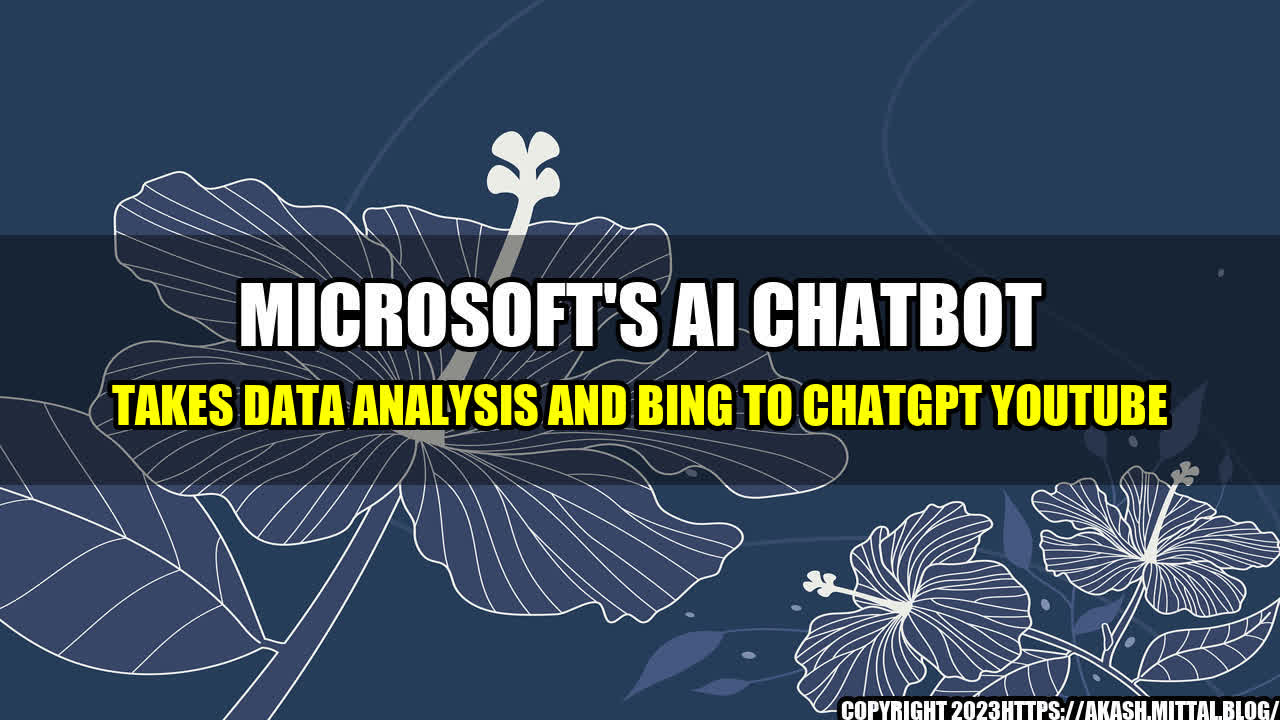 MICROSOFT'S AI CHATBOT
TAKES DATA ANALYSIS AND BING TO CHATGPT YOUTUBE
COPYRIGHT 2023HTTPS://AKASH.MITTAL.BLOG/